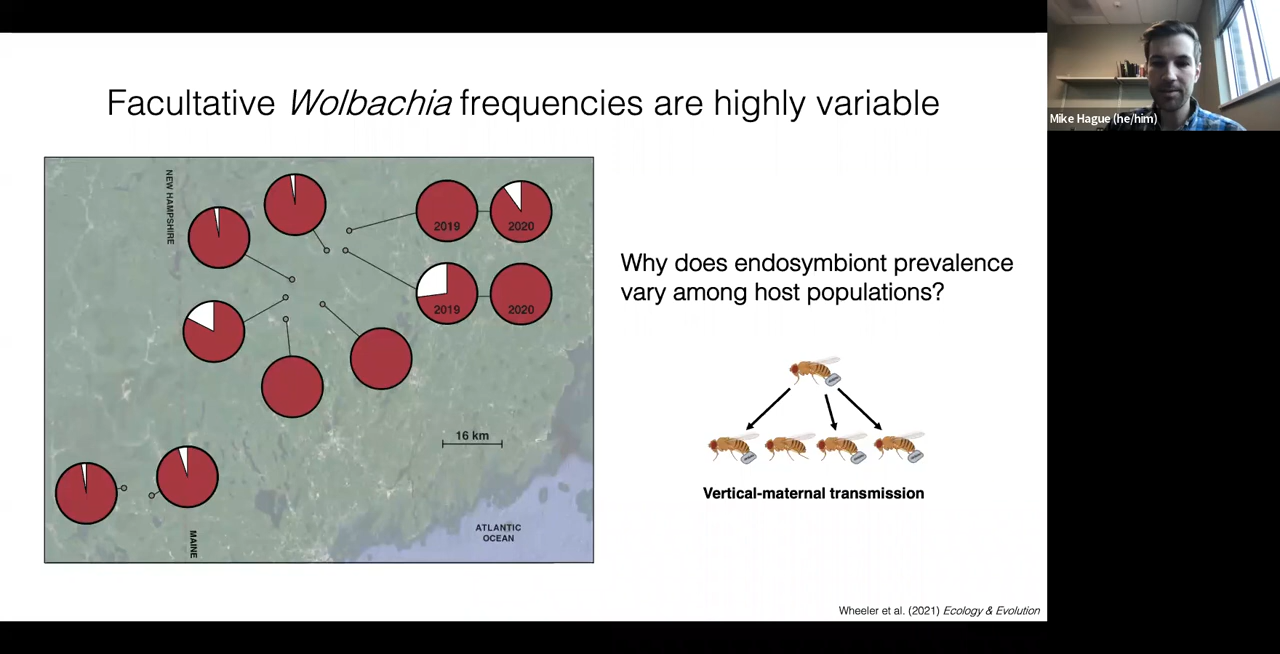 Facultative Wolbachia frequencies are highly variable
Mike Hague (he/him)
NEW HAMPSHIRE
2019
2020
2019
2020
16 km
MAINE
ATLANTIC
OCEAN
Why does endosymbiont prevalence
vary among host populations?
Vertical-maternal transmission
Wheeler et al. (2021) Ecology & Evolution